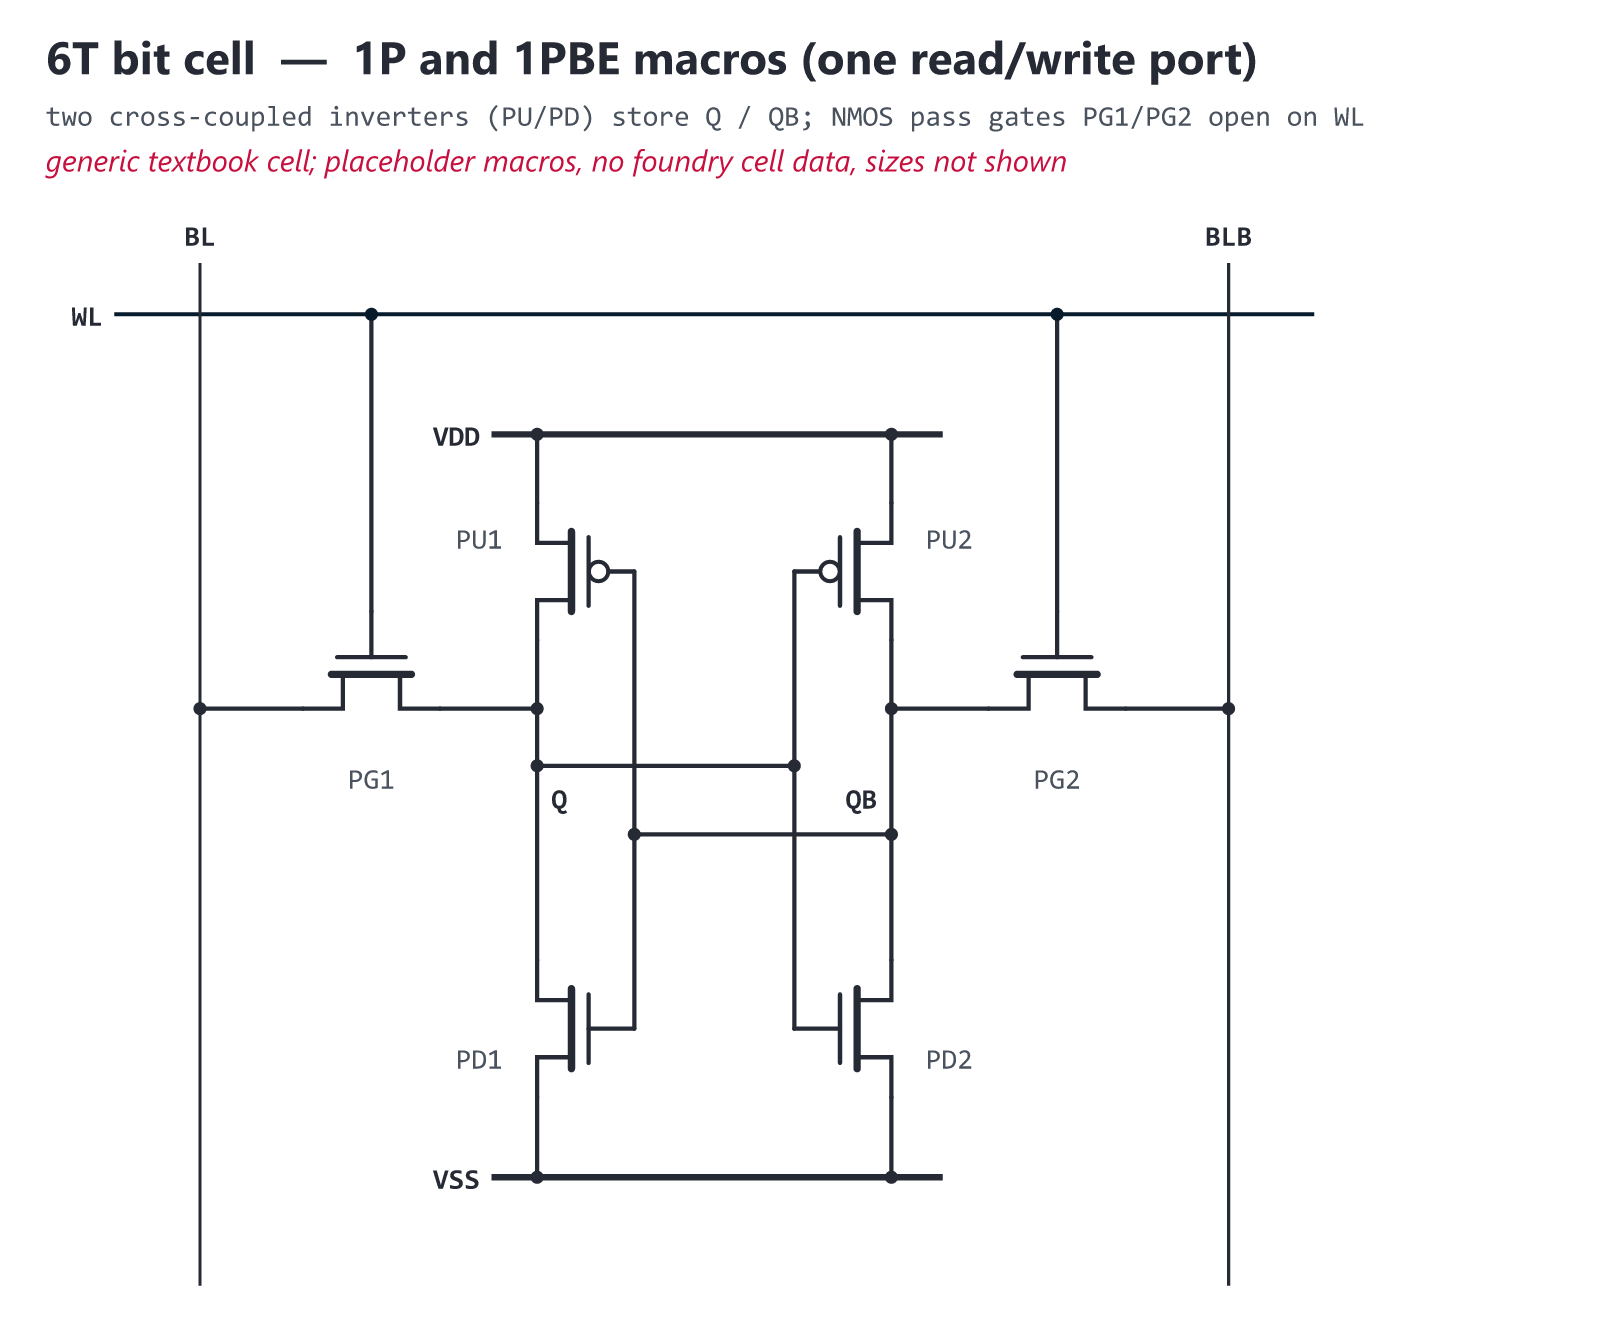 6T bit cell — 1P and 1PBE macros (one read/write port)
two cross-coupled inverters (PU/PD) store Q / QB; NMOS pass gates PG1/PG2 open on WL
generic textbook cell; placeholder macros, no foundry cell data, sizes not shown
BL
BLB
WL
VDD
PU1
PU2
PG1
Q
QB
PG2
PD1
PD2
VSS